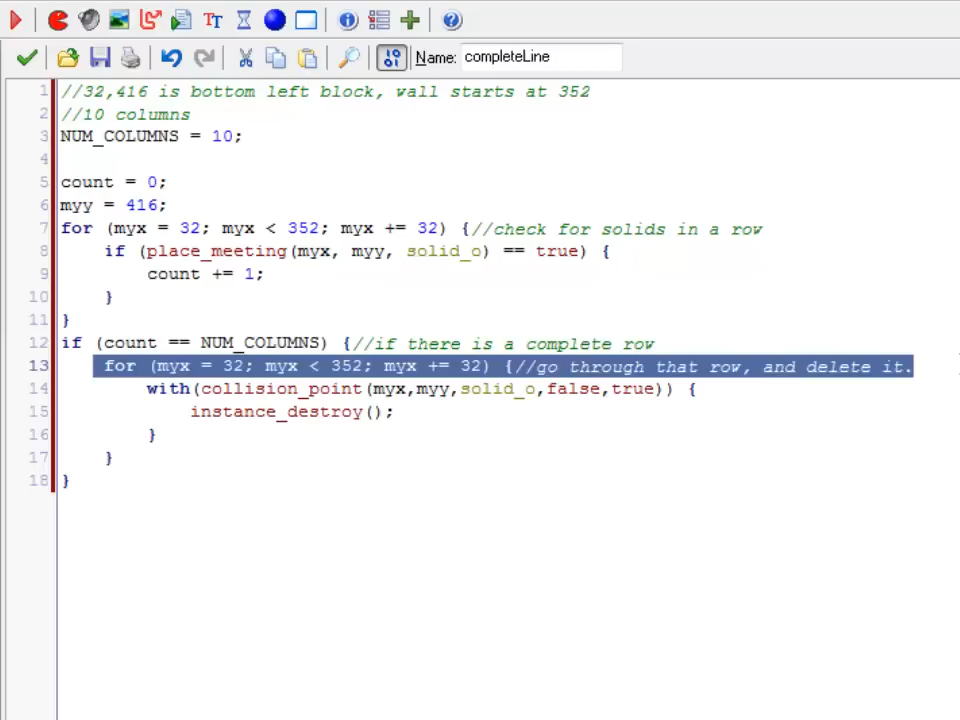 Name: completeLine
1 //32,416 is bottom left block, wall starts at 352
2 //10 columns
3 NUM_COLUMNS = 10;
4
5 count = 0;
6 myy = 416;
7 for (myx = 32; myx < 352; myx += 32) {//check for solids in a row
8 if (place_meeting(myx, myy, solid_o) == true) {
9 count += 1;
10 }
11 }
12 if (count == NUM_COLUMNS) {//if there is a complete row
13 for (myx = 32; myx < 352; myx += 32) {//go through that row, and delete it.
14 with(collision_point(myx,myy,solid_o,false,true)) {
15 instance_destroy();
16 }
17 }
18 }